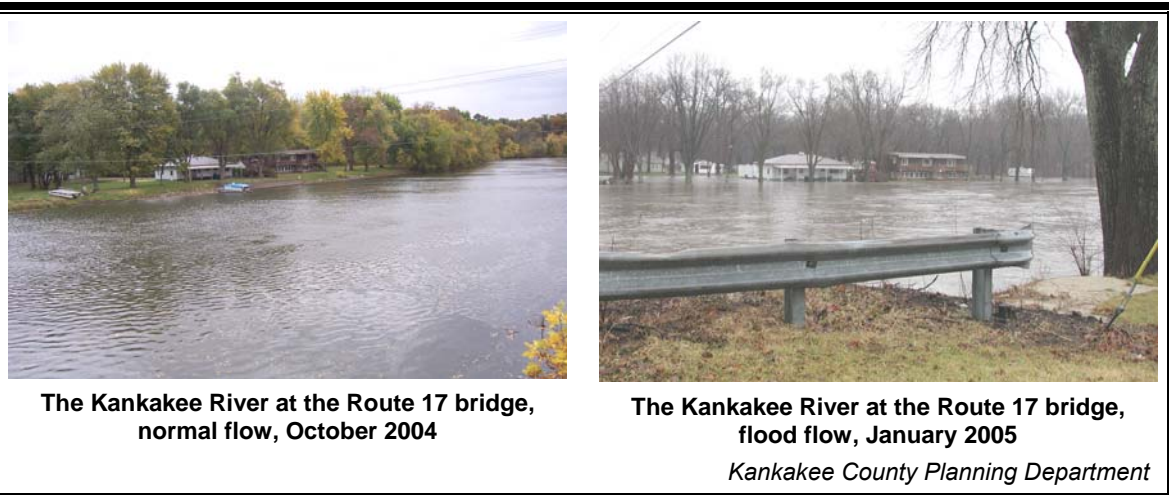 The Kankakee River at the Route 17 bridge,
normal flow, October 2004
The Kankakee River at the Route 17 bridge,
flood flow, January 2005
Kankakee County Planning Department